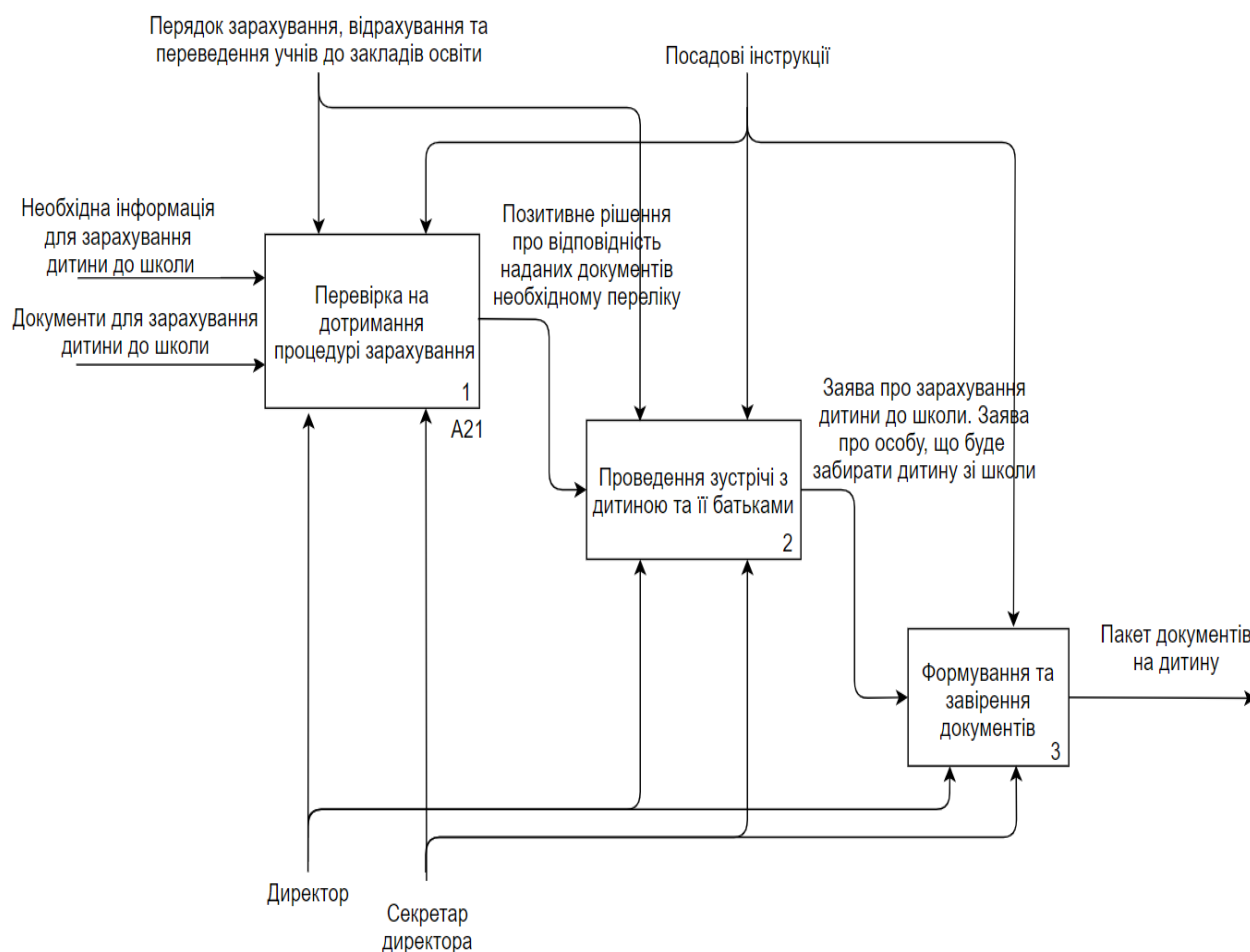 Перядок зарахування, відрахування та
переведення учнів до закладів освіти
Посадові інструкції
Необхідна інформація
для зарахування
дитини до школи
Документи для зарахування
дитини до школи
Перевірка на
дотримання
процедурі зарахування
1
А21
Позитивне рішення
про відповідність
наданих документів
необхідному переліку
Проведення зустрічі з
дитиною та її батьками
2
Заява про зарахування
дитини до школи. Заява
про особу, що буде
забирати дитину зі школи
Формування та
завірення
документів
3
Пакет документів
на дитину
Директор
Секретар
директора